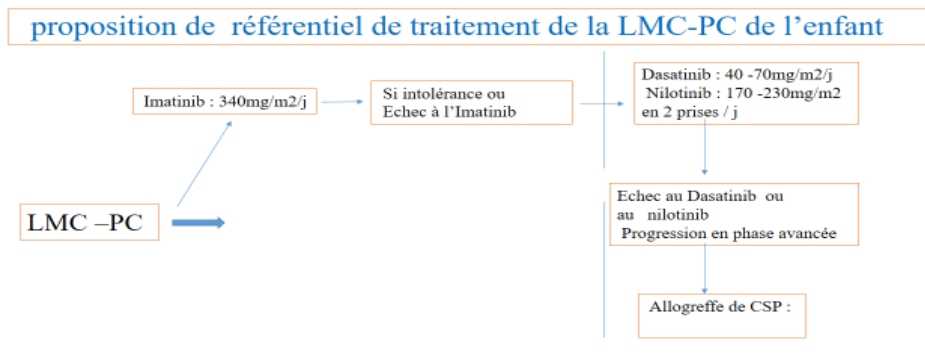 proposition de référentiel de traitement de la LMC-PC de l'enfant
Imatinib : 340mg/m2/j
Si intolérance ou
Echec à l'Imatinib
Dasatinib : 40 -70mg/m2/j
Nilotinib : 170 -230mg/m2
en 2 prises / j
LMC –PC
Echec au Dasatinib ou
au nilotinib
Progression en phase avancée
Allogreffe de CSP :